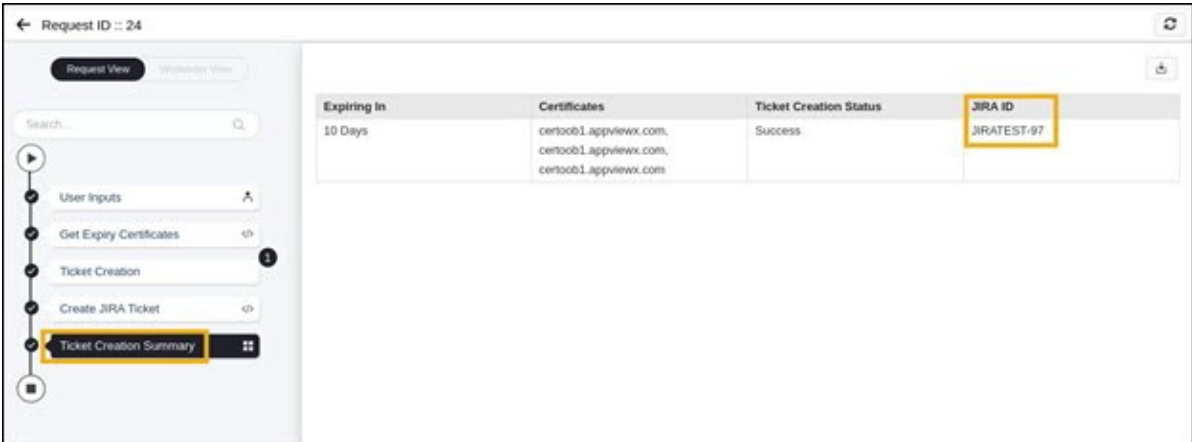 Request ID :: 24
Request View Workorder View
Search...
User Inputs
Get Expiry Certificates
1
Ticket Creation
Create JIRA Ticket
Ticket Creation Summary
Expiring In Certificates Ticket Creation Status JIRA ID
10 Days certoob1.appviewx.com, Success JIRATEST-97
certoob1.appviewx.com,
certoob1.appviewx.com